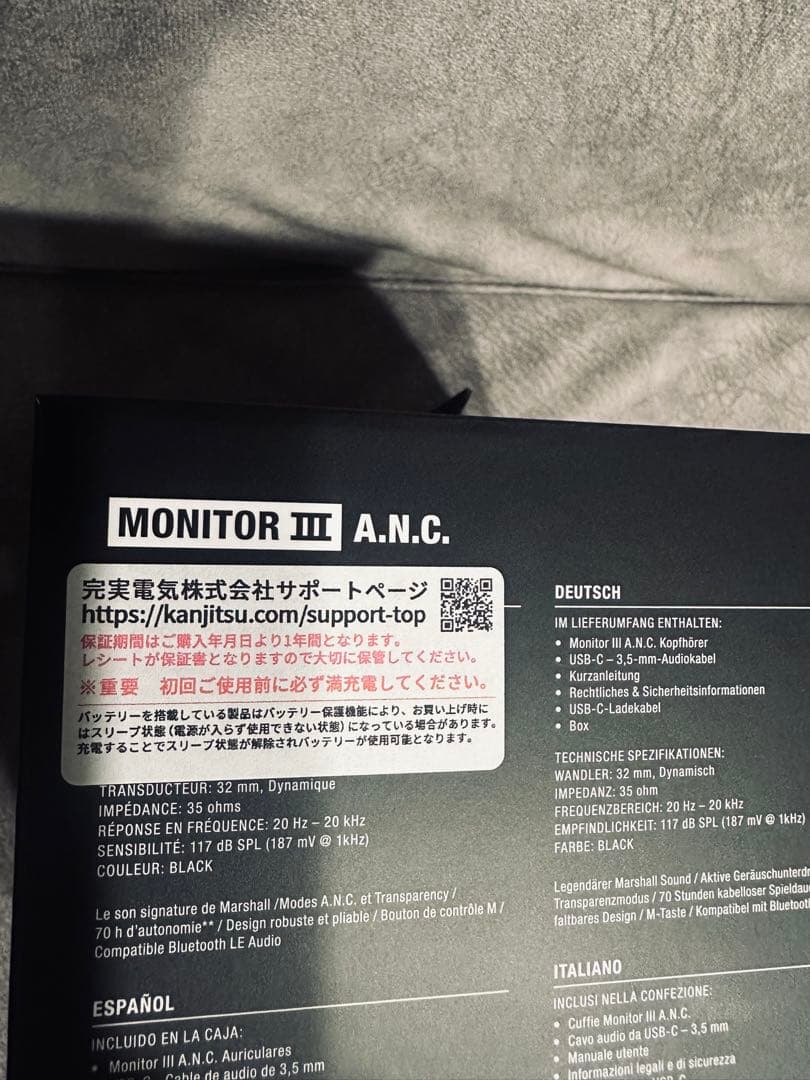 MONITOR III A.N.C.
完実電気株式会社サポートページ
https://kanjitsu.com/support-top
保証期間はご購入年月日より1年間となります。
レシートが保証書となりますので大切に保管してください。
※重要 初回ご使用前に必ず満充電してください。
バッテリーを搭載している製品はバッテリー保護機能により、お買い上げ時に
はスリープ状態（電源が入らず使用できない状態）になっている場合があります。
充電することでスリープ状態が解除されバッテリーが使用可能となります。
TRANSDUCTEUR: 32 mm, Dynamique
IMPÉDANCE: 35 ohms
RÉPONSE EN FRÉQUENCE: 20 Hz – 20 kHz
SENSIBILITÉ: 117 dB SPL (187 mV @ 1kHz)
COULEUR: BLACK
Le son signature de Marshall /Modes A.N.C. et Transparency /
70 h d'autonomie** / Design robuste et pliable / Bouton de contrôle M /
Compatible Bluetooth LE Audio
ESPAÑOL
INCLUIDO EN LA CAJA:
• Monitor III A.N.C. Auriculares
Cable de audio de 3,5 mm
DEUTSCH
IM LIEFERUMFANG ENTHALTEN:
• Monitor III A.N.C. Kopfhörer
• USB-C – 3,5-mm-Audiokabel
• Kurzanleitung
• Rechtliches & Sicherheitsinformationen
• USB-C-Ladekabel
• Box
TECHNISCHE SPEZIFIKATIONEN:
WANDLER: 32 mm, Dynamisch
IMPEDANZ: 35 ohm
FREQUENZBEREICH: 20 Hz – 20 kHz
EMPFINDLICHKEIT: 117 dB SPL (187 mV @ 1kHz)
FARBE: BLACK
Legendärer Marshall Sound / Aktive Geräuschunterdr
Transparenzmodus / 70 Stunden kabelloser Spieldau
faltbares Design / M-Taste / Kompatibel mit Bluetooth
ITALIANO
INCLUSI NELLA CONFEZIONE:
• Cuffie Monitor III A.N.C.
• Cavo audio da USB-C – 3,5 mm
• Manuale utente
• Informazioni legali e di sicurezza